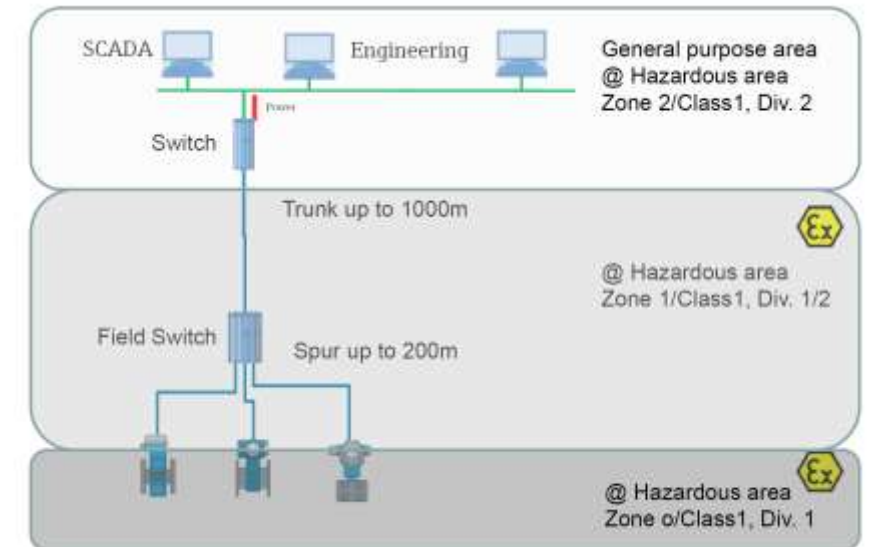 SCADA
Engineering
General purpose area
@ Hazardous area
Zone 2/Class1, Div. 2
Power
Switch
Trunk up to 1000m
Ex
@ Hazardous area
Zone 1/Class1, Div. 1/2
Field Switch
Spur up to 200m
Ex
@ Hazardous area
Zone o/Class1, Div. 1